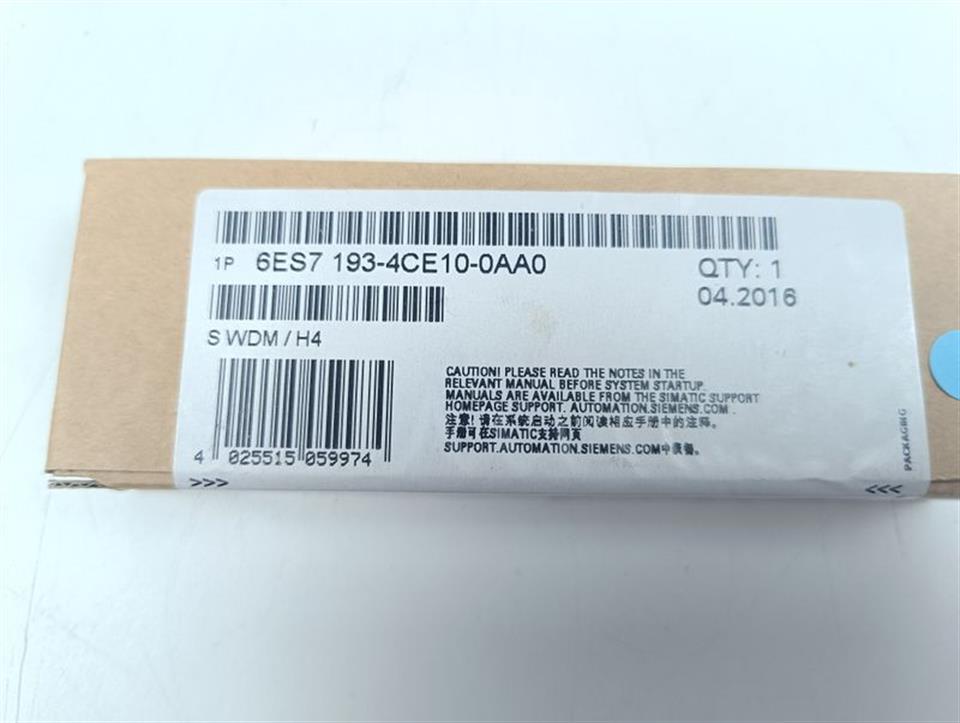 1P 6ES7 193-4CE10-0AA0
QTY: 1
04.2016
S WDM / H4
CAUTION! PLEASE READ THE NOTES IN THE
RELEVANT MANUAL BEFORE SYSTEM STARTUP.
MANUALS ARE AVAILABLE FROM THE SIMATIC SUPPORT
HOMEPAGE SUPPORT. AUTOMATION.SIEMENS.COM .
注意! 请在系统启动之前阅读相应手册中的注释。
手册可在SIMATIC支持网页
SUPPORT.AUTOMATION.SIEMENS.COM中获得。
4 025515 059974
>>>
<<<
PACKAGING